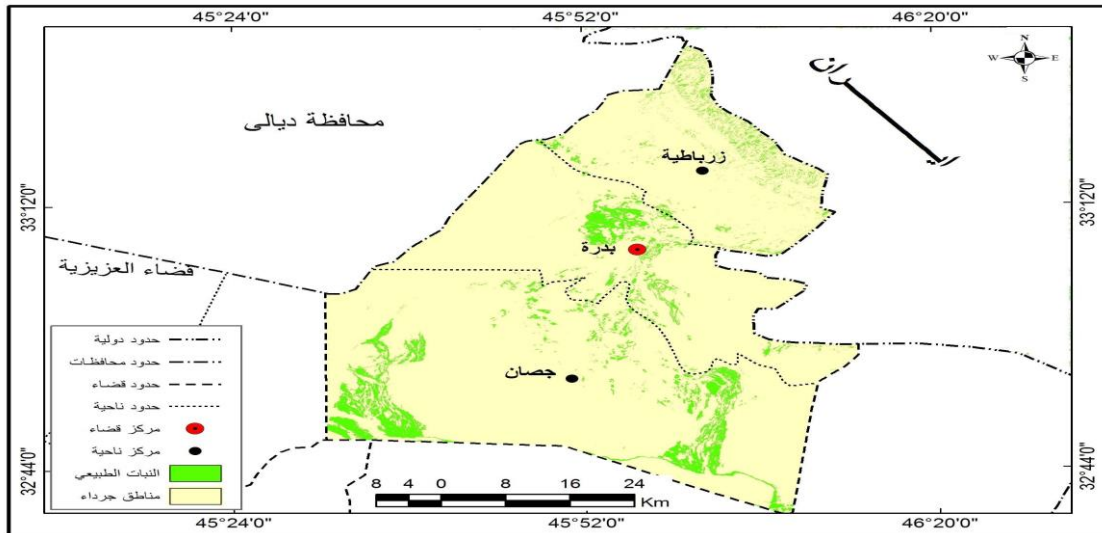 45°24'0" 45°52'0" 46°20'0"
N
W E
S
محافظة ديالى
زرباطية
33°12'0" 33°12'0"
بدرة
قضاء العزيزية
حدود دولية
حدود محافظات
جصان
حدود قضاء
حدود ناحية
مركز قضاء
مركز ناحية
32°44'0" 32°44'0"
النبات الطبيعي
مناطق جرداء
8 4 0 8 16 24
Km
45°24'0" 45°52'0" 46°20'0"